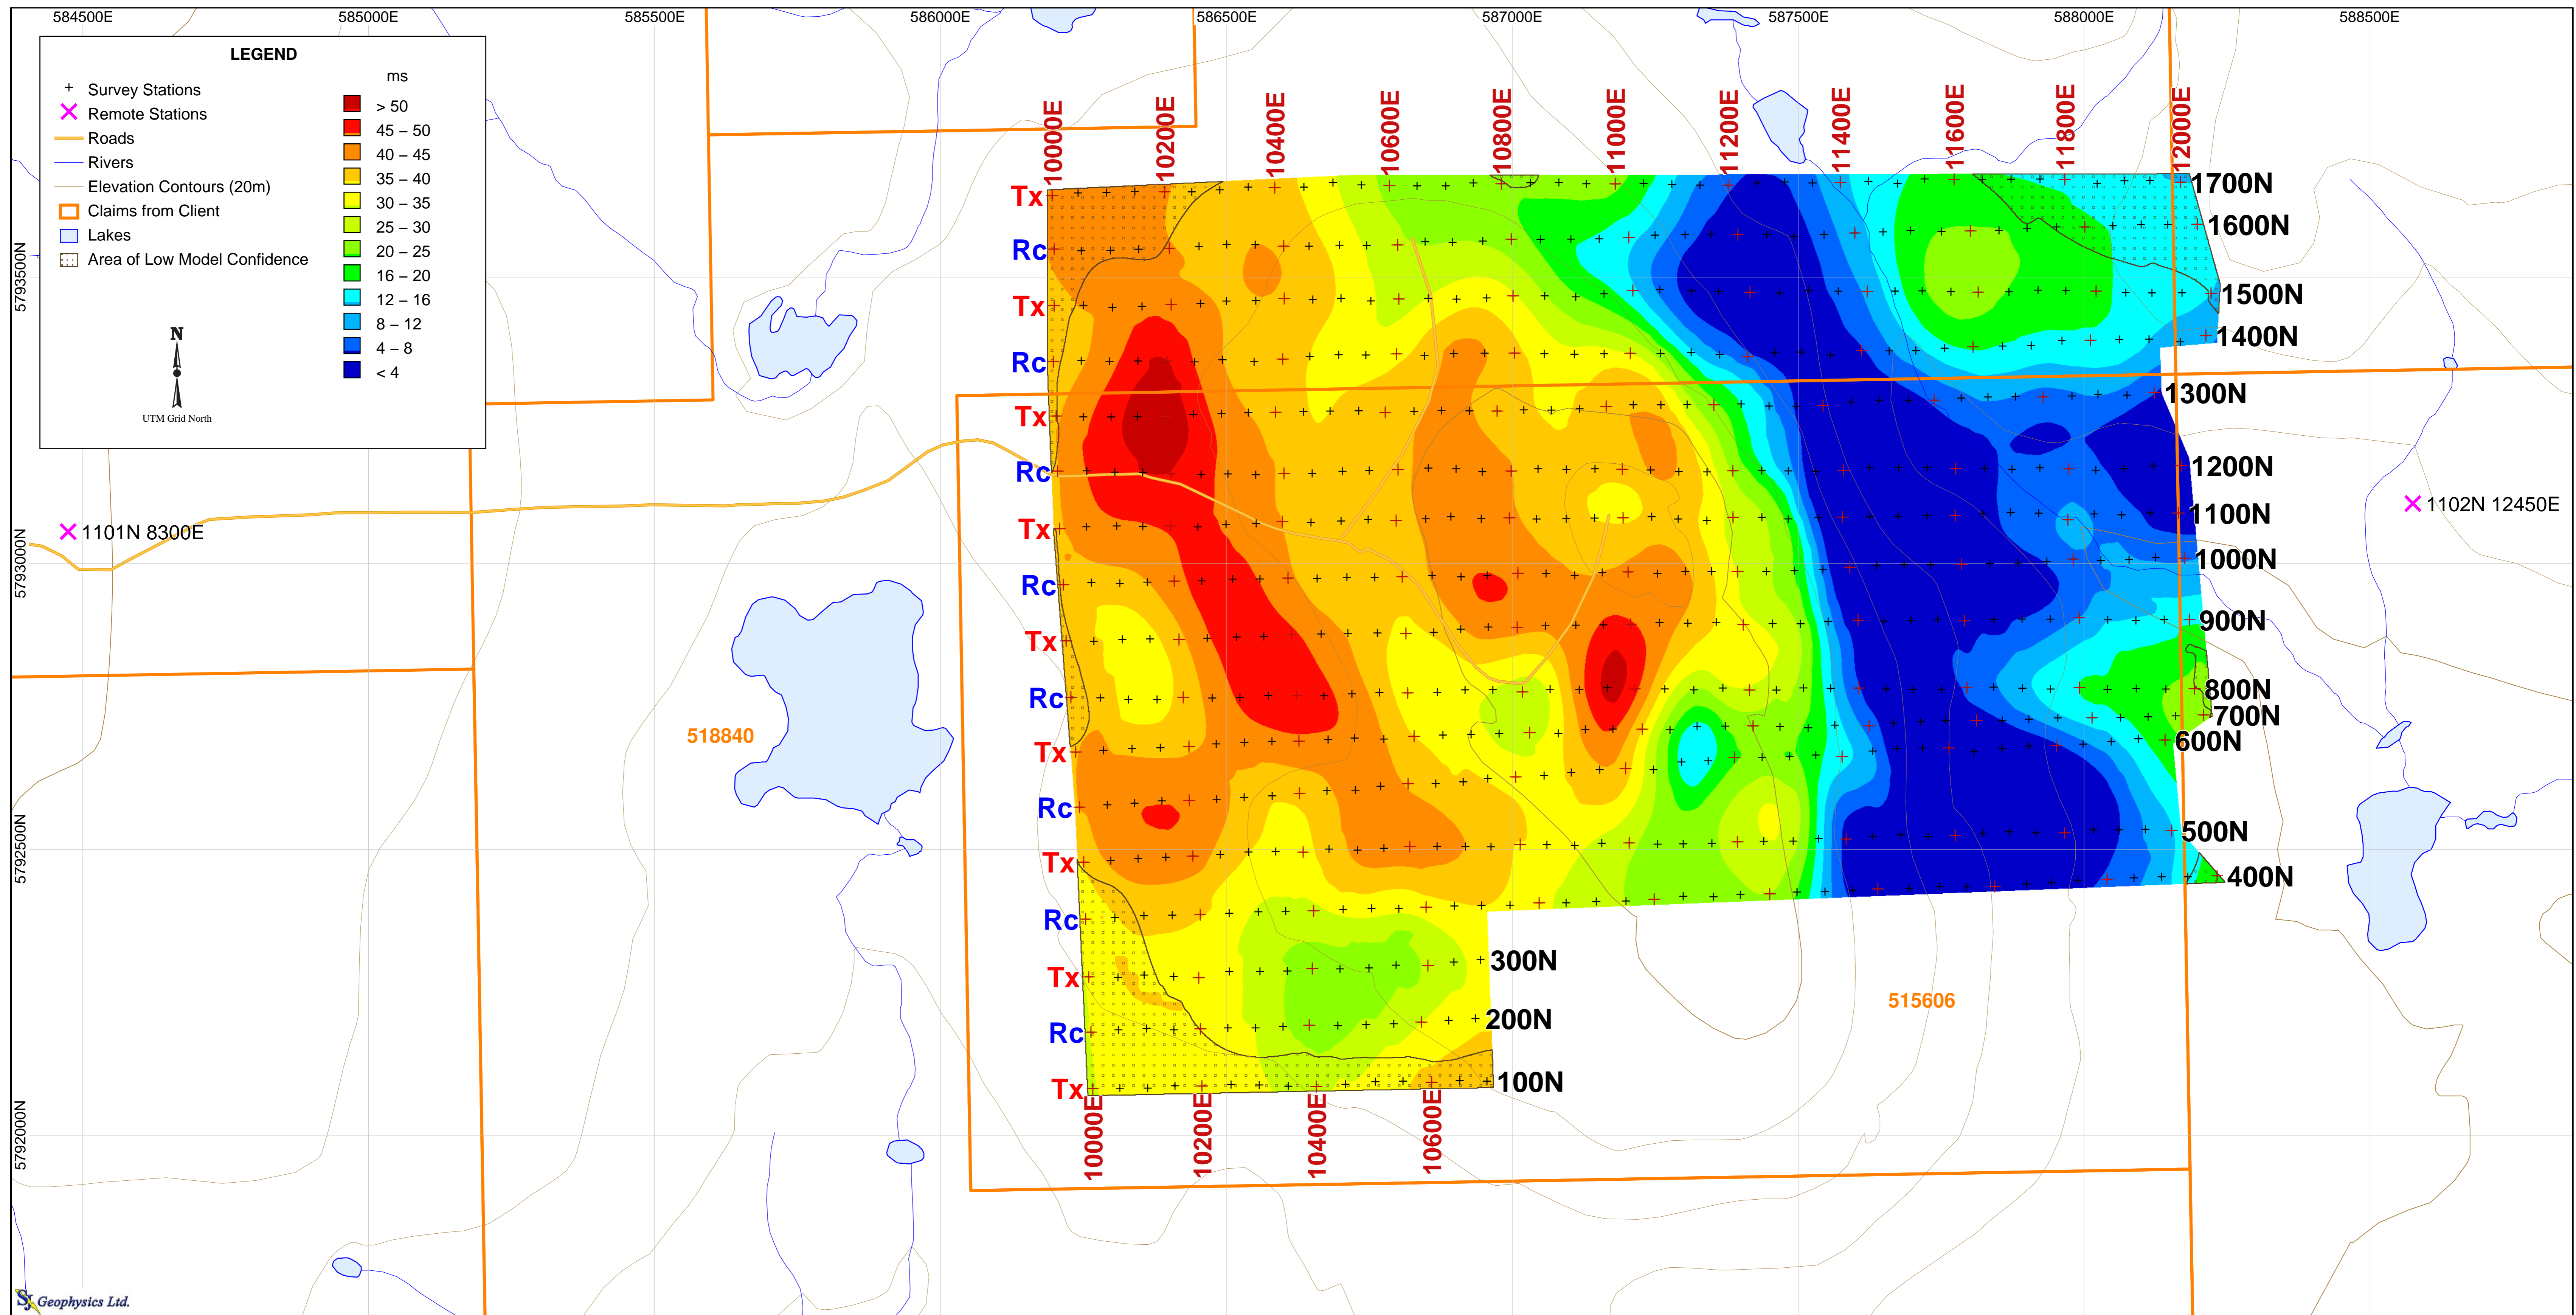 584500E 585000E 585500E 586000E 586500E 587000E 587500E 588000E 588500E
LEGEND
ms
Survey Stations
Remote Stations
Roads
Rivers
Elevation Contours (20m)
Claims from Client
Lakes
Area of Low Model Confidence
> 50
45 – 50
40 – 45
35 – 40
30 – 35
25 – 30
20 – 25
16 – 20
12 – 16
8 – 12
4 – 8
< 4
N
UTM Grid North
10000E 10200E 10400E 10600E 10800E 11000E 11200E 11400E 11600E 11800E 12000E
Tx 1700N
Rc 1600N
5793500N
Tx 1500N
Rc 1400N
Tx 1300N
Rc 1200N
1101N 8300E
1102N 12450E
Tx 1100N
5793000N
Rc 1000N
Tx 900N
Rc 800N
518840
Tx 700N
600N
Rc 500N
5792500N
Tx 400N
Rc 300N
Tx 200N
515606
Rc 100N
Tx
5792000N
10000E 10200E 10400E 10600E
SJ Geophysics Ltd.